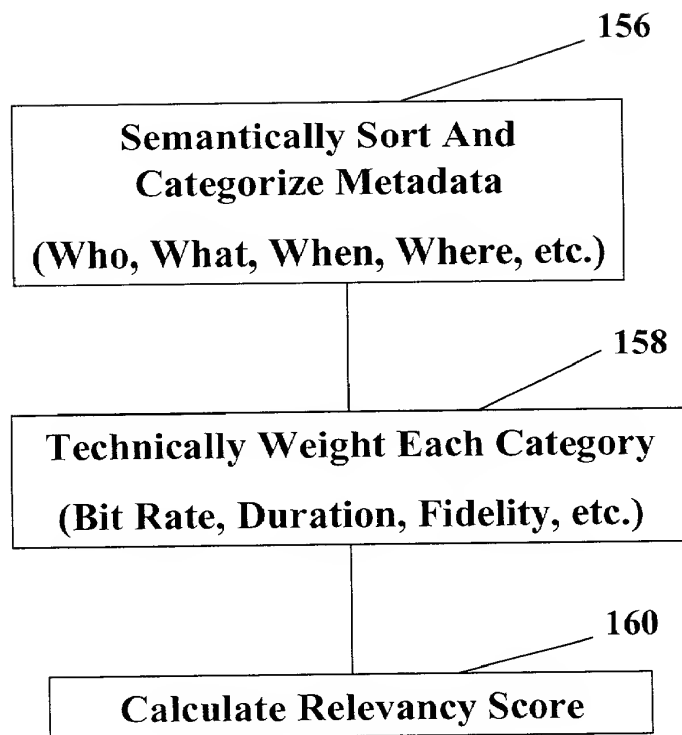 156
Semantically Sort And
Categorize Metadata
(Who, What, When, Where, etc.)
158
Technically Weight Each Category
(Bit Rate, Duration, Fidelity, etc.)
160
Calculate Relevancy Score